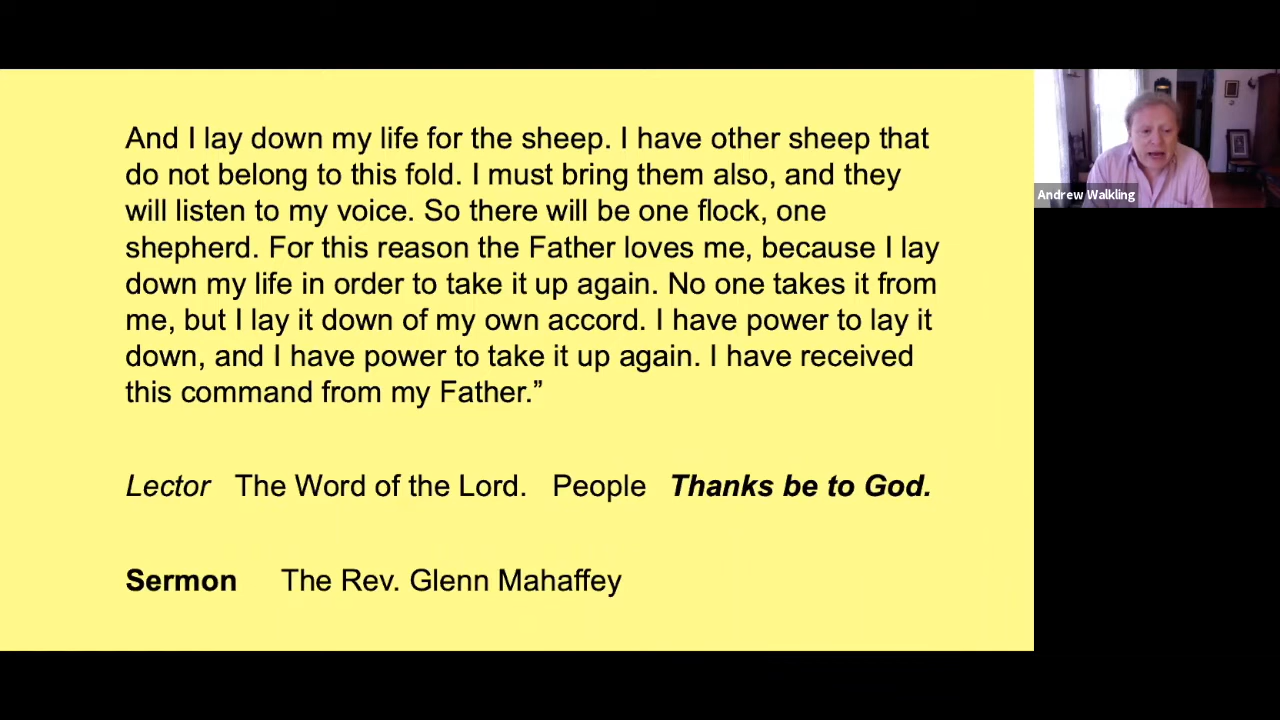 And I lay down my life for the sheep. I have other sheep that
do not belong to this fold. I must bring them also, and they
will listen to my voice. So there will be one flock, one
shepherd. For this reason the Father loves me, because I lay
down my life in order to take it up again. No one takes it from
me, but I lay it down of my own accord. I have power to lay it
down, and I have power to take it up again. I have received
this command from my Father.”
Lector The Word of the Lord. People Thanks be to God.
Sermon The Rev. Glenn Mahaffey
Andrew Walkling